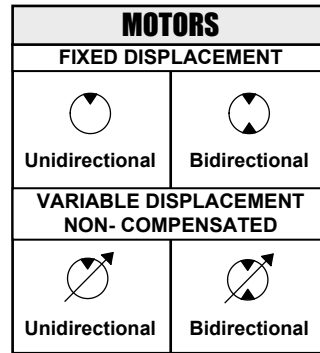 MOTORS
FIXED DISPLACEMENT
Unidirectional
Bidirectional
VARIABLE DISPLACEMENT
NON- COMPENSATED
Unidirectional
Bidirectional